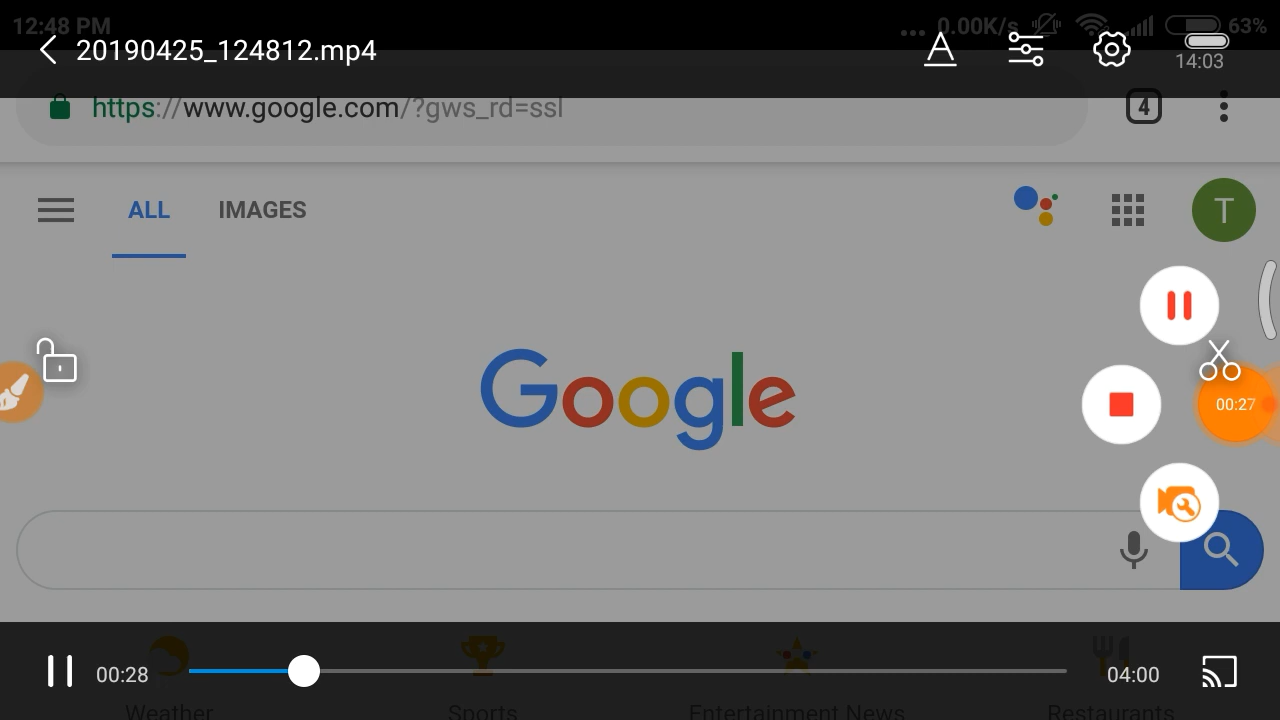 12:48 PM
... 0.00K/s 63%
20190425_124812.mp4
14:03
https://www.google.com/?gws_rd=ssl
4
ALL IMAGES
T
Google
00:27
00:28
04:00
Weather Sports Entertainment News Restaurants